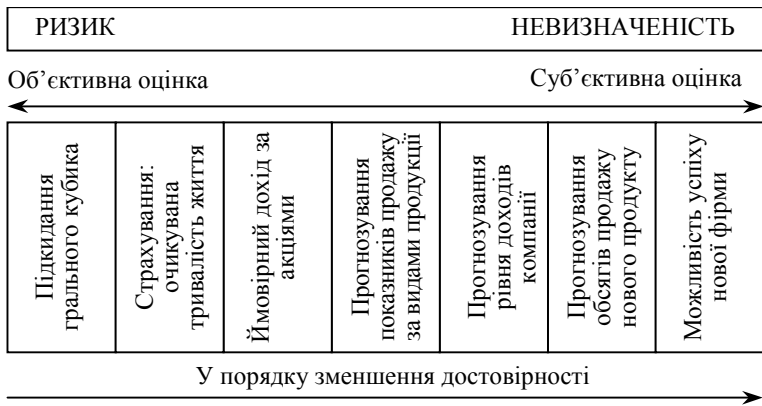 РИЗИК НЕВИЗНАЧЕНІСТЬ
Об’єктивна оцінка Суб’єктивна оцінка
Підкидання
грального кубика
Страхування:
очикувана
тривалість життя
Ймовірний дохід за
акціями
Прогнозування
показників продажу
за видами продукції
Прогнозування
рівня доходів
компанії
Прогнозування
обсягів продажу
нового продукту
Можливість успіху
нової фірми
У порядку зменшення достовірності